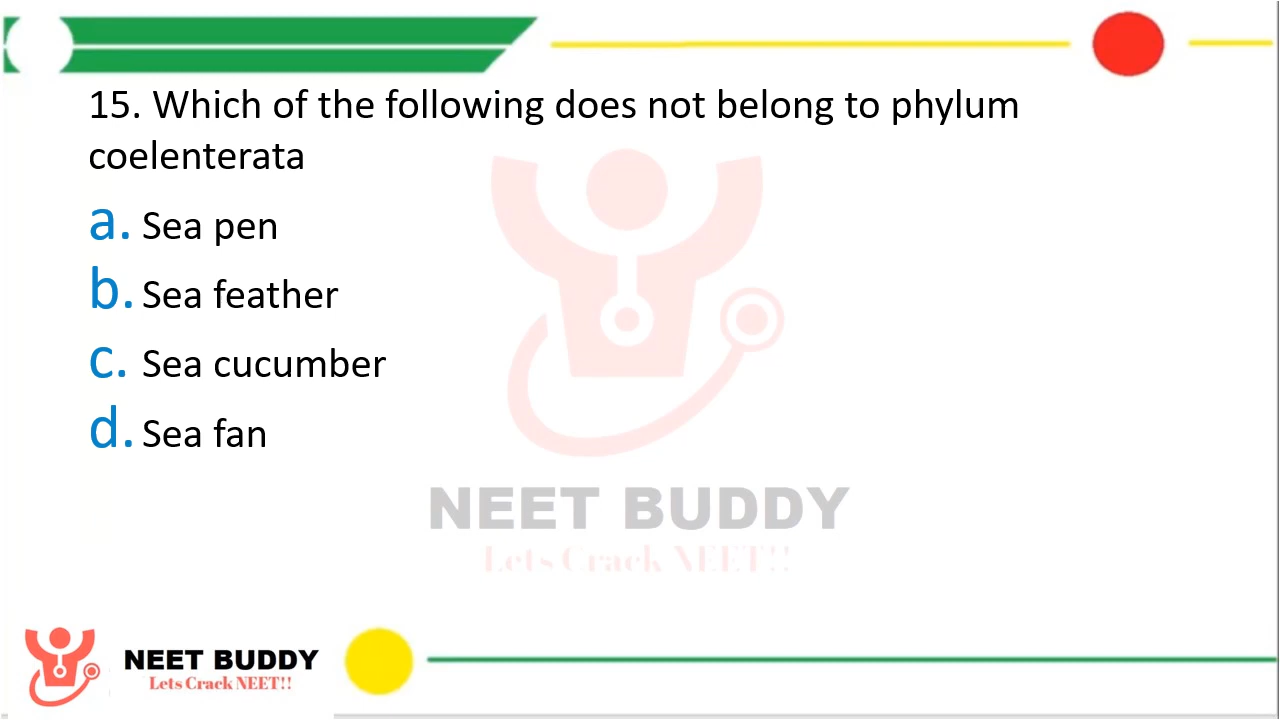 15. Which of the following does not belong to phylum
coelenterata
a. Sea pen
b. Sea feather
c. Sea cucumber
d. Sea fan
NEET BUDDY
Lets Crack NEET!!
NEET BUDDY
Lets Crack NEET!!